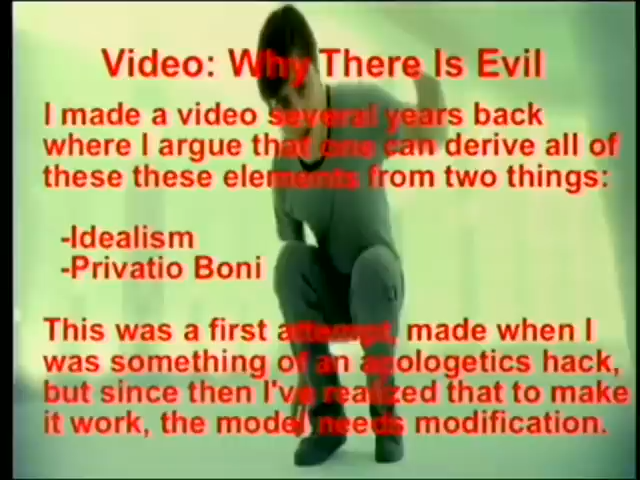 Video: Why There Is Evil
I made a video several years back
where I argue that one can derive all of
these these elements from two things:
-Idealism
-Privatio Boni
This was a first attempt, made when I
was something of an apologetics hack,
but since then I've realized that to make
it work, the model needs modification.